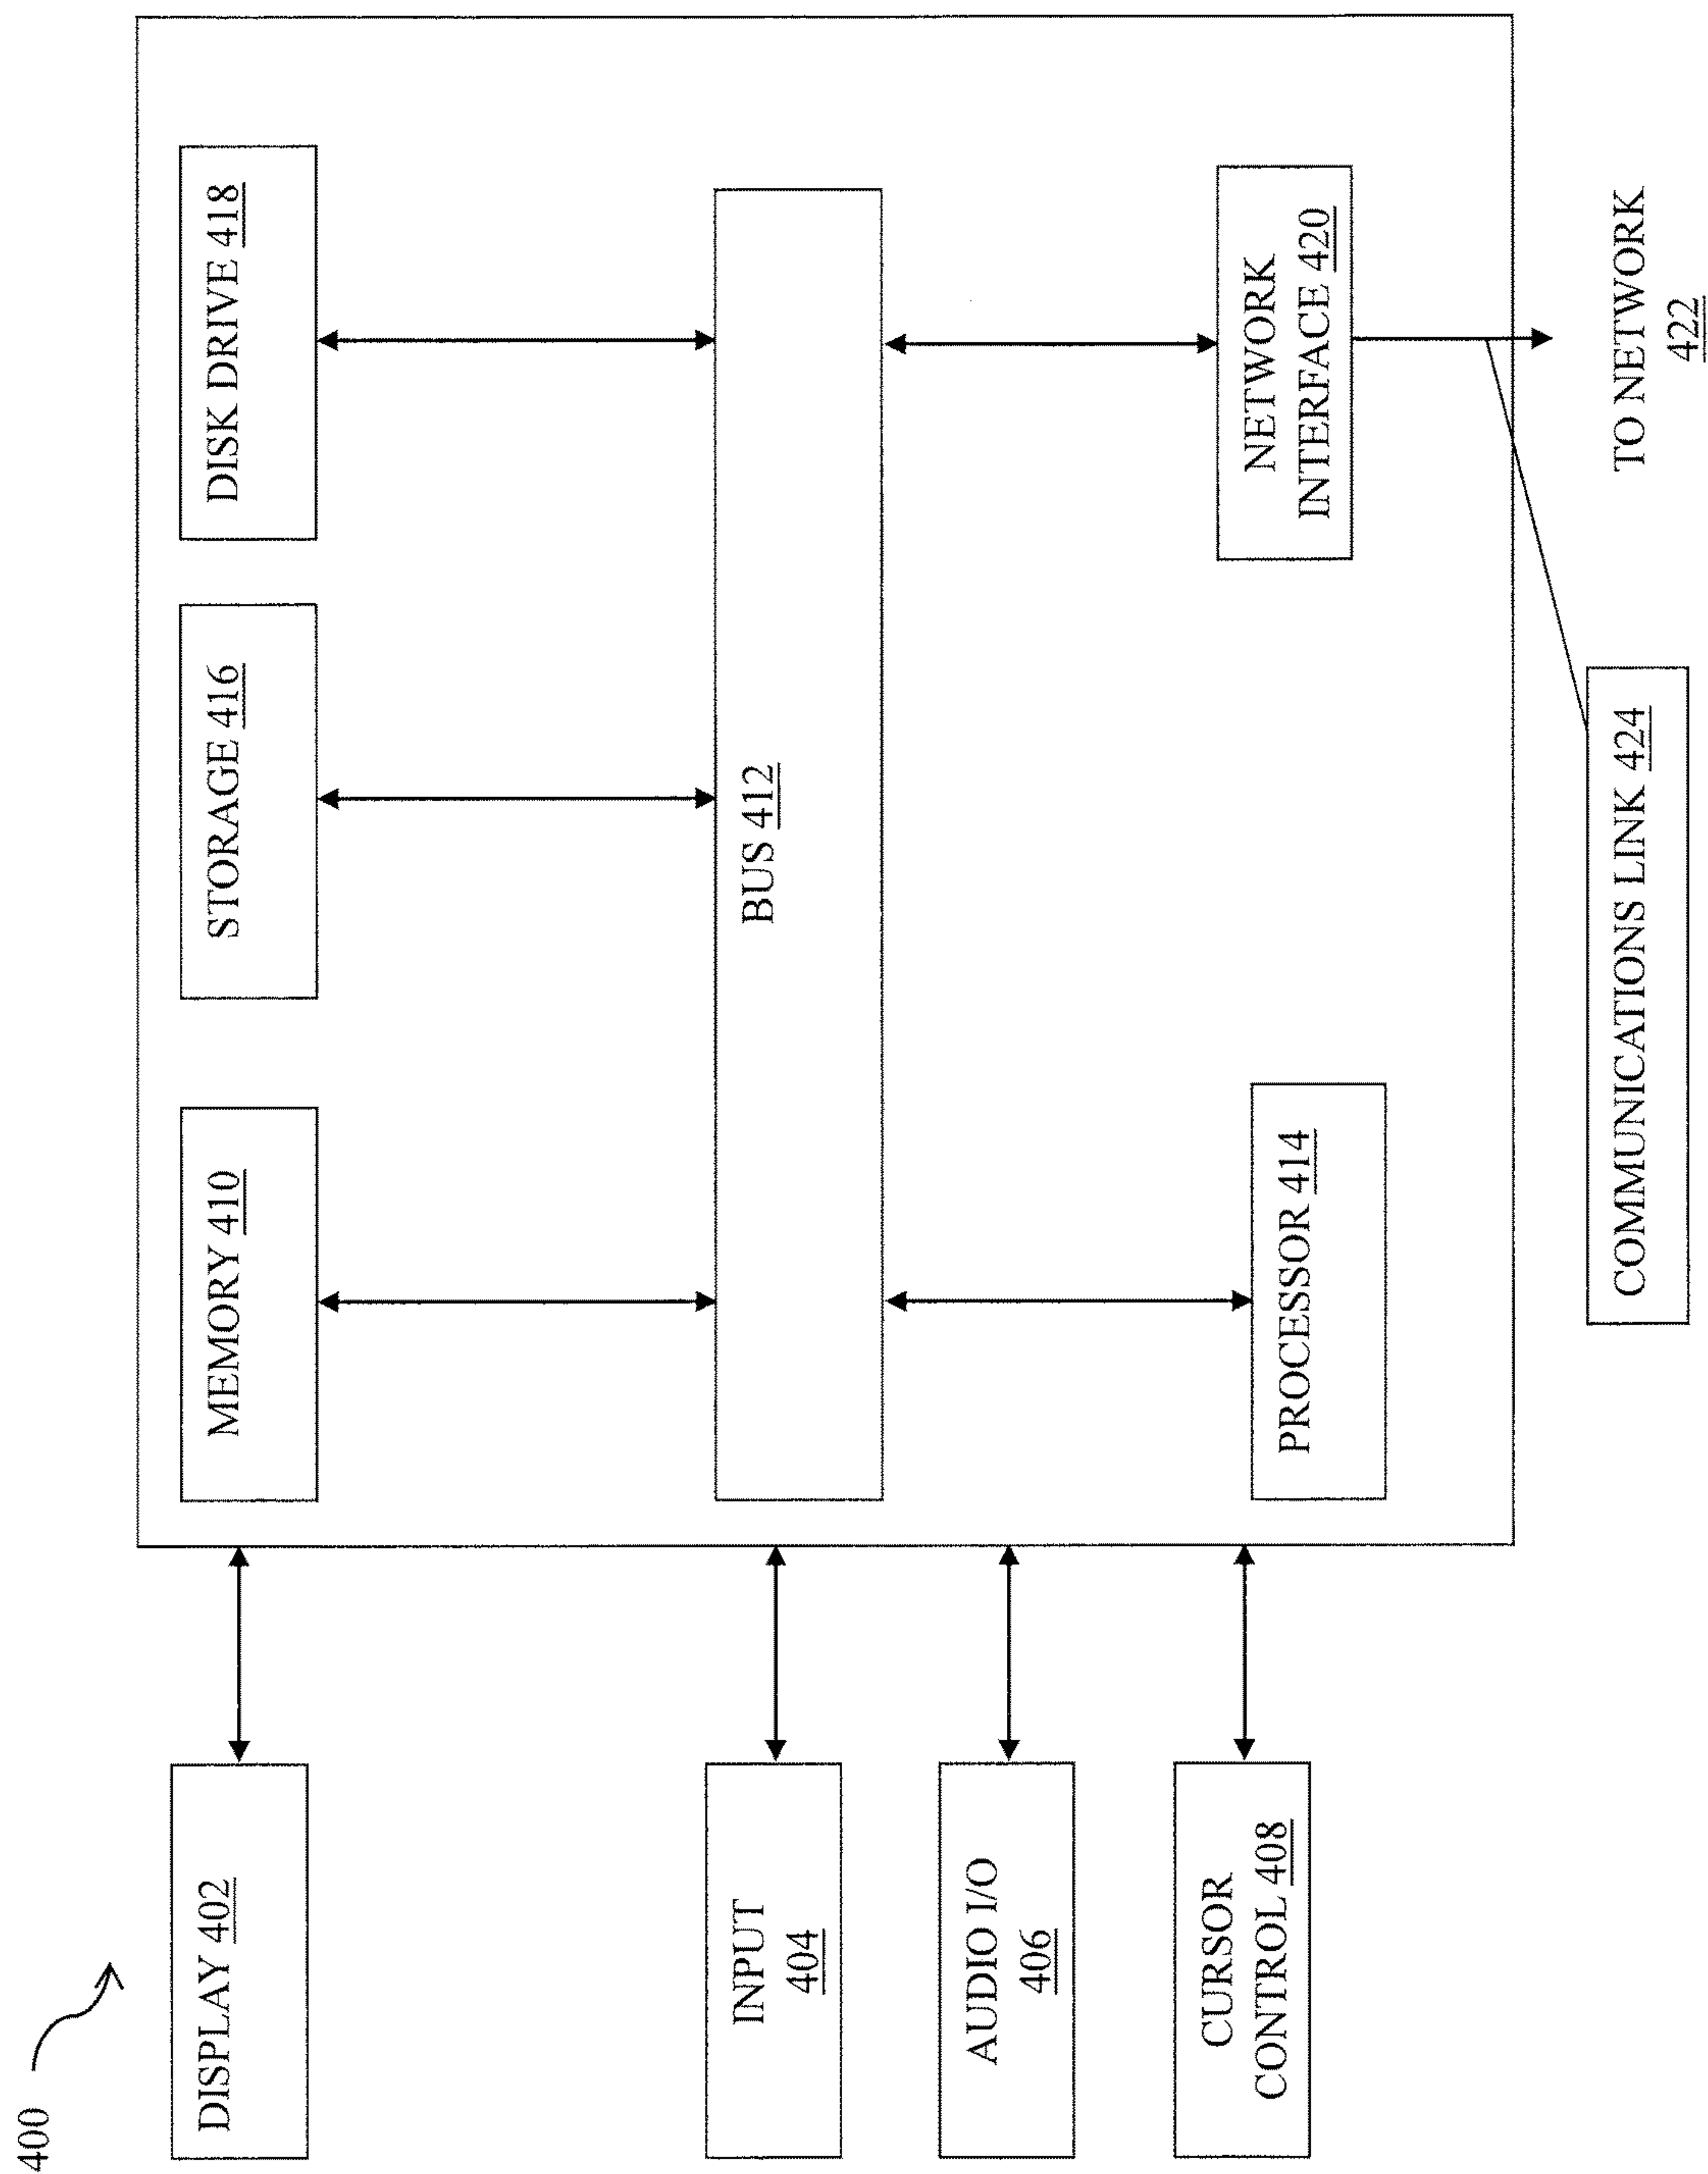 400
DISPLAY 402
INPUT
404
AUDIO I/O
406
CURSOR
CONTROL 408
MEMORY 410
STORAGE 416
DISK DRIVE 418
BUS 412
PROCESSOR 414
NETWORK
INTERFACE 420
COMMUNICATIONS LINK 424
TO NETWORK
422